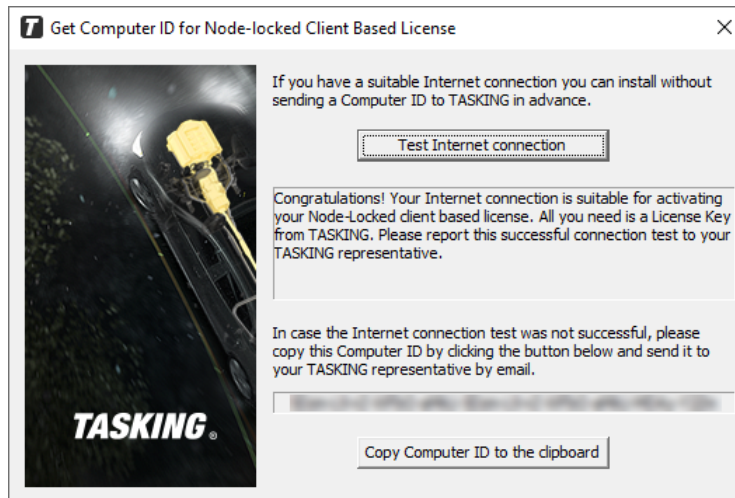 T Get Computer ID for Node-locked Client Based License
If you have a suitable Internet connection you can install without
sending a Computer ID to TASKING in advance.
Test Internet connection
Congratulations! Your Internet connection is suitable for activating
your Node-Locked client based license. All you need is a License Key
from TASKING. Please report this successful connection test to your
TASKING representative.
In case the Internet connection test was not successful, please
copy this Computer ID by clicking the button below and send it to
your TASKING representative by email.
TASKING®
Copy Computer ID to the clipboard